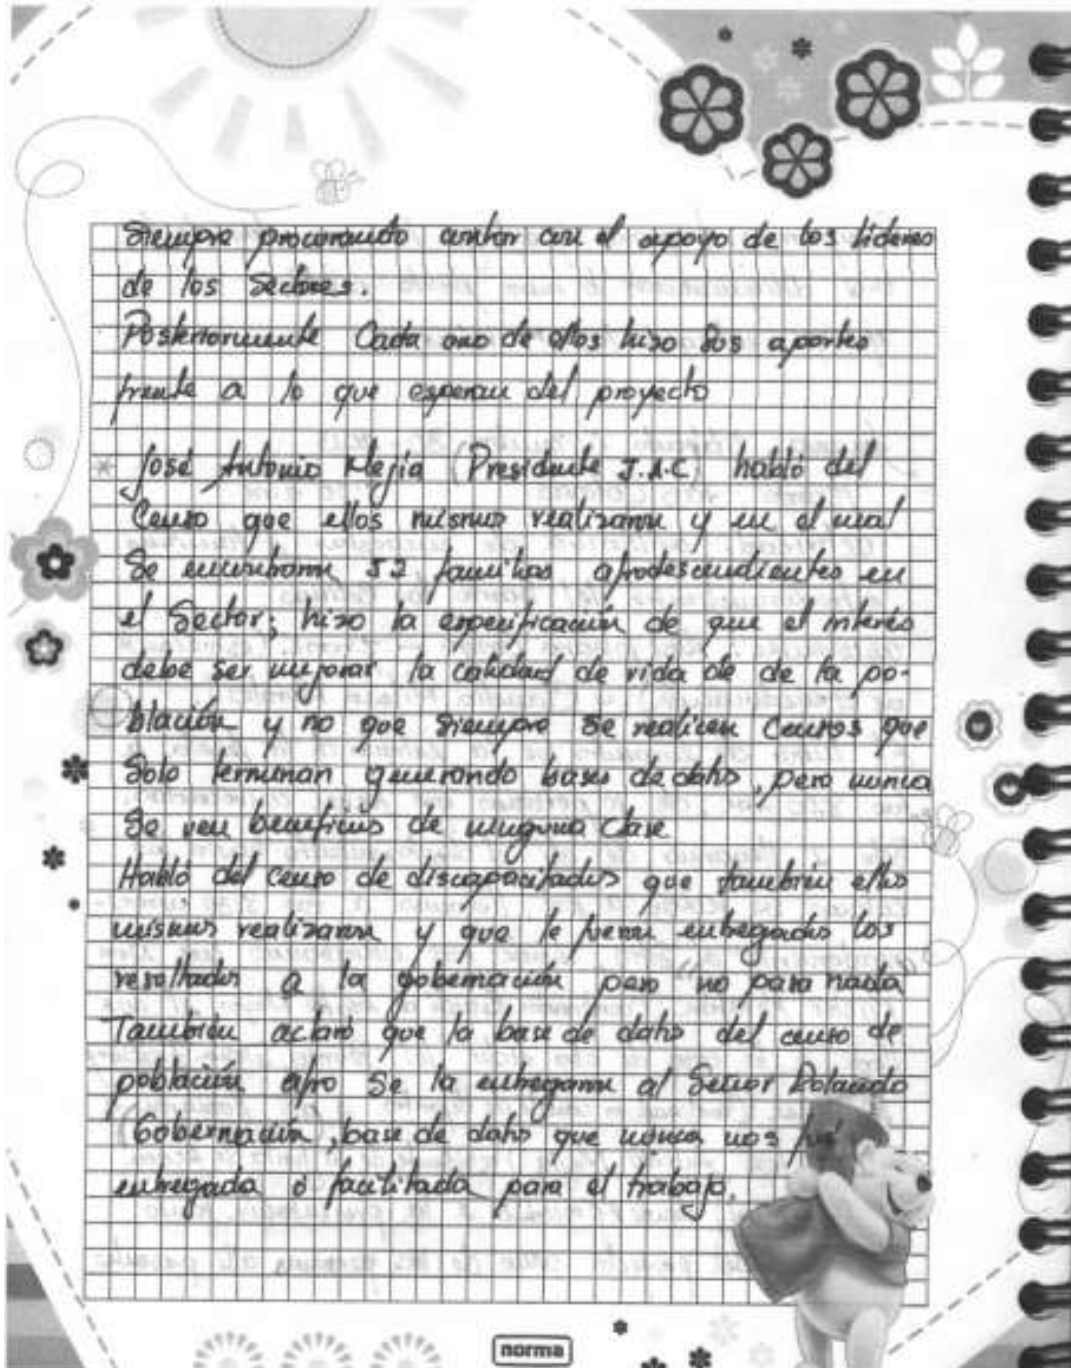 Siempre procurando contar con el apoyo de los lideres
de los Sectores.
Posteriormente Cada uno de ellos hizo sus aportes
frente a lo que esperan del proyecto
* José Antonio Mejia (Presidente J.A.C) habló del
Censo que ellos mismos realizaron y en el cual
Se encontraron 52 familias afrodescendientes en
el Sector; hizo la especificación de que el interés
debe ser mejorar la calidad de vida de de la po-
blación y no que siempre se realicen Censos que
Solo terminan generando bases de datos, pero nunca
Se ven beneficios de ninguna clase
Habló del censo de discapacitados que también ellos
mismos realizaron y que le fueron entregados los
resultados a la gobernación pero no para nada
También aclaró que la base de datos del censo de
población afro se la entregaron al Señor Rolando
(Gobernación, base de datos que nunca nos fué
entregada o facilitada para el trabajo.
norma